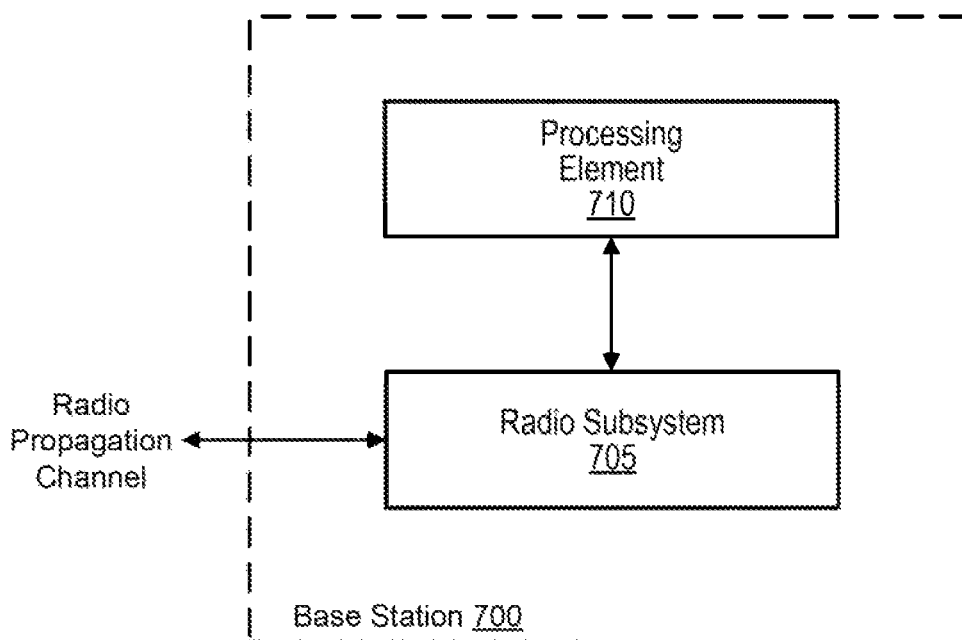 Processing
Element
710
Radio Subsystem
705
Radio
Propagation
Channel
Base Station 700